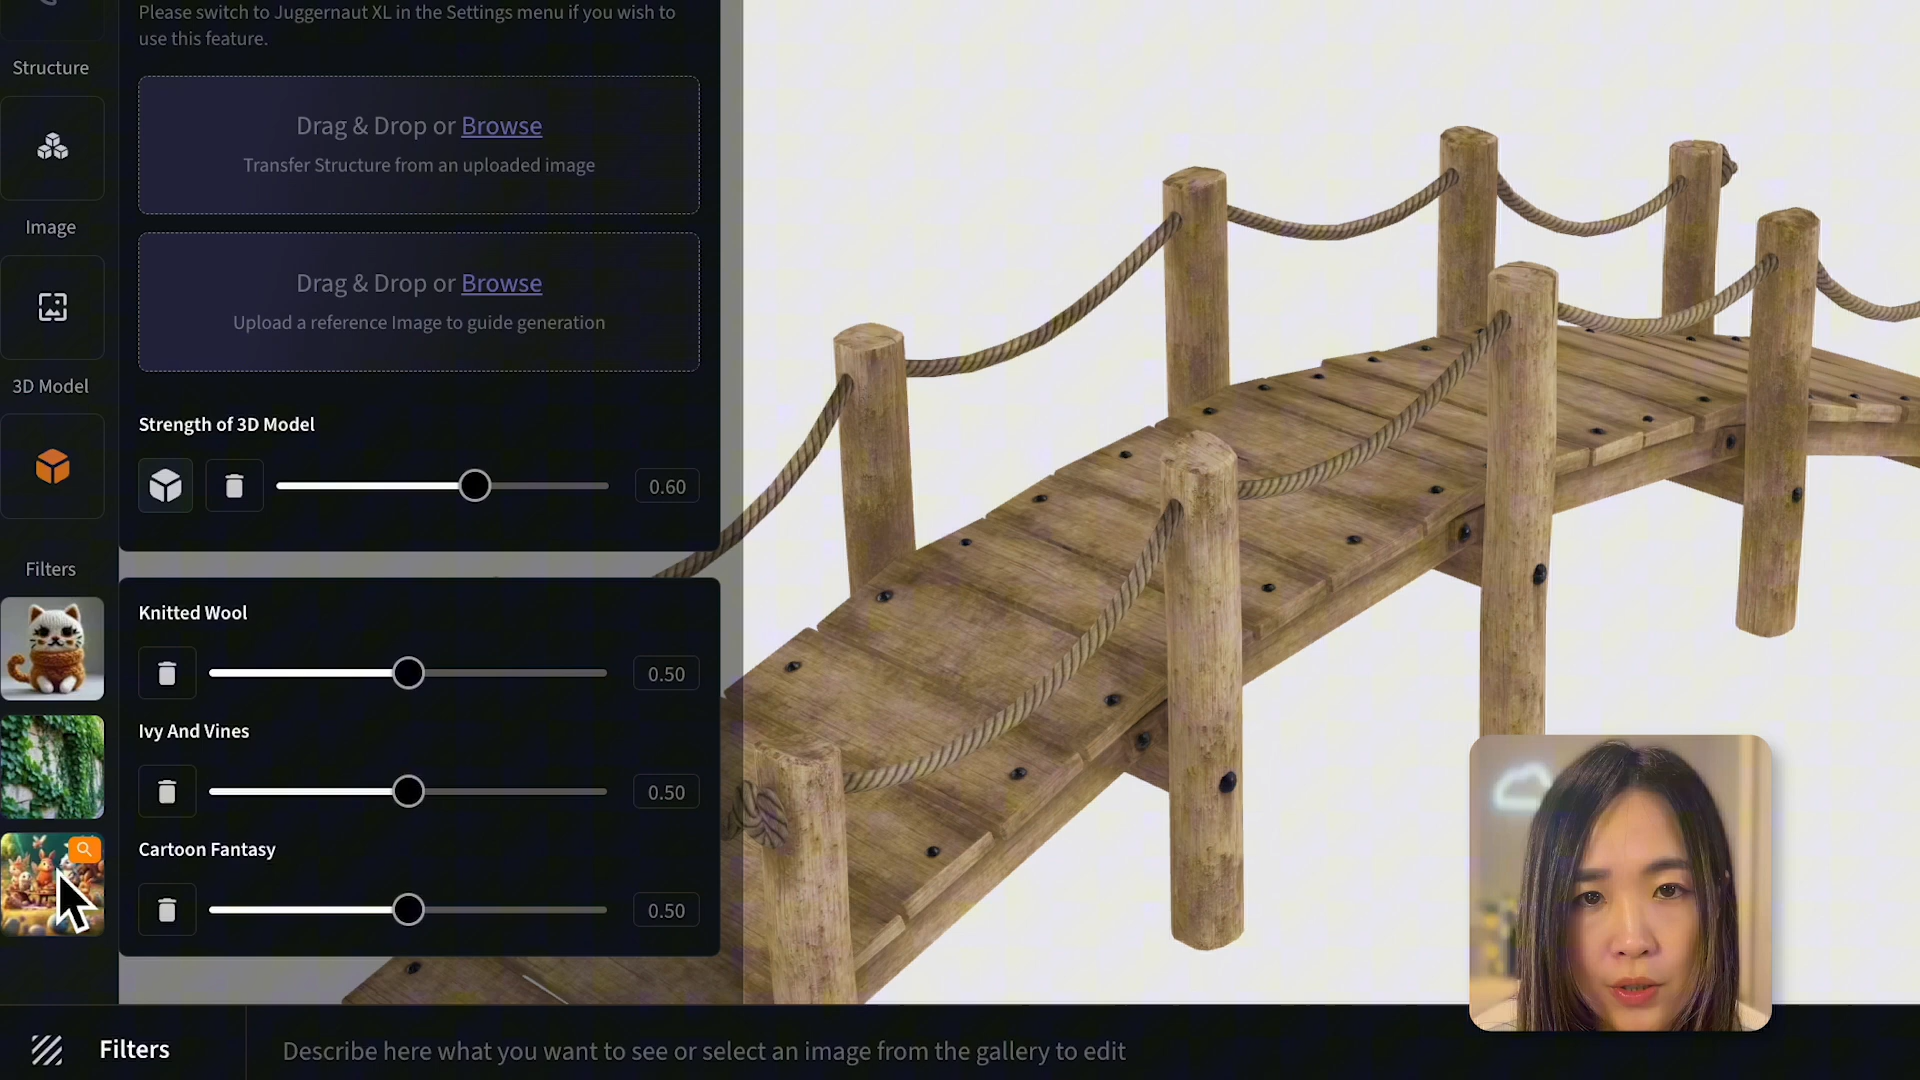 Please switch to Juggernaut XL in the Settings menu if you wish to
use this feature.
Structure
Drag & Drop or Browse
Transfer Structure from an uploaded image
Image
Drag & Drop or Browse
Upload a reference Image to guide generation
3D Model
Strength of 3D Model
0.60
Filters
Knitted Wool
0.50
Ivy And Vines
0.50
Cartoon Fantasy
0.50
Filters
Describe here what you want to see or select an image from the gallery to edit